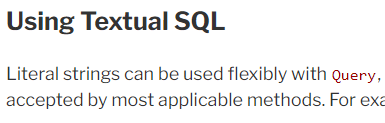 Using Textual SQL
Literal strings can be used flexibly with Query,
accepted by most applicable methods. For exa